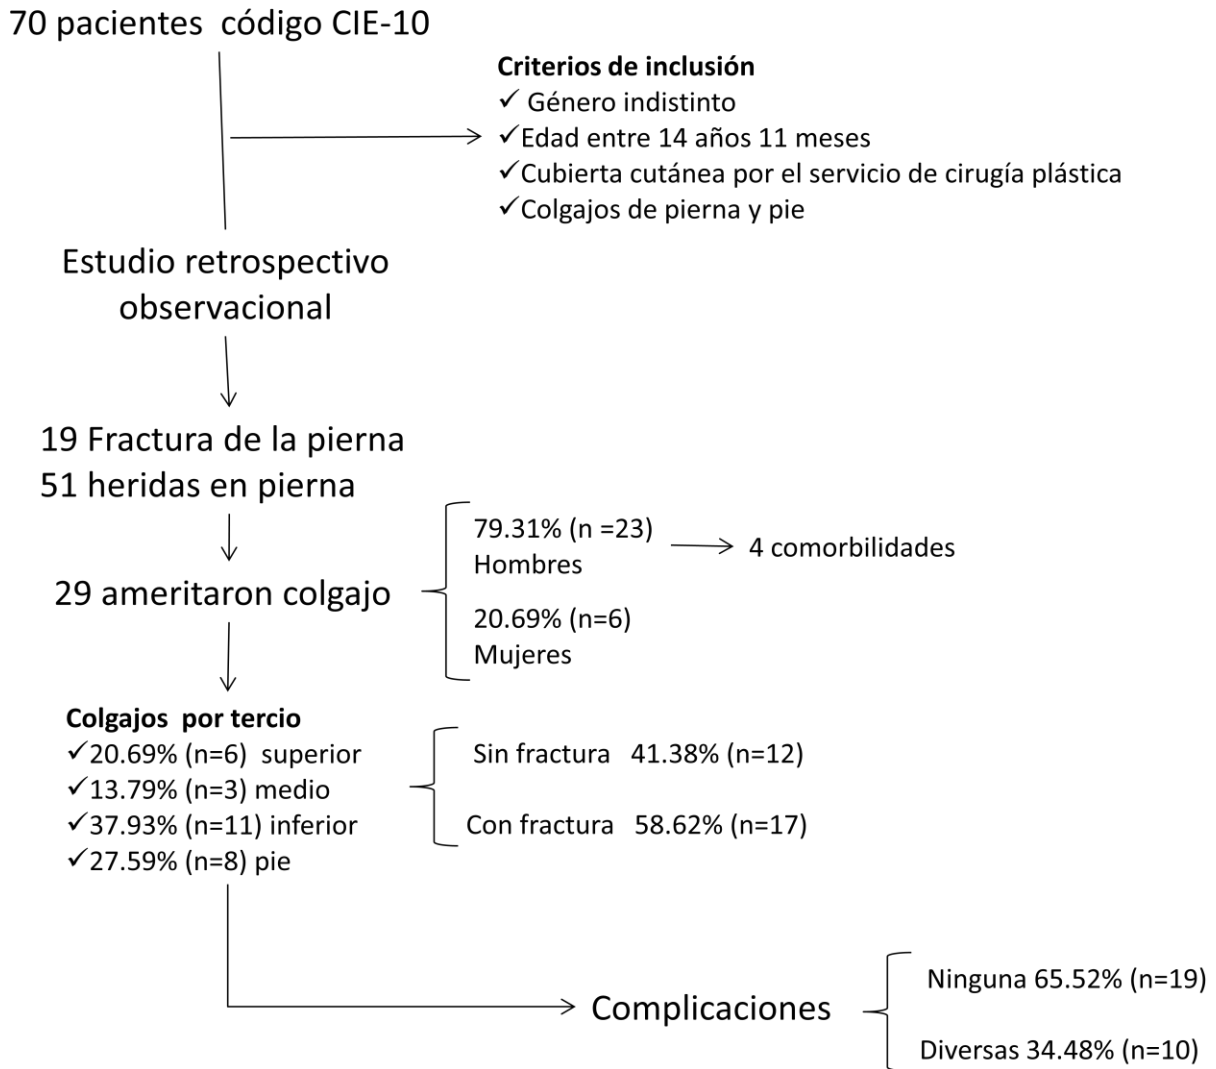 70 pacientes código CIE-10
Criterios de inclusión
✓ Género indistinto
✓Edad entre 14 años 11 meses
✓Cubierta cutánea por el servicio de cirugía plástica
✓Colgajos de pierna y pie
Estudio retrospectivo
observacional
19 Fractura de la pierna
51 heridas en pierna
29 ameritaron colgajo
79.31% (n =23)
Hombres
4 comorbilidades
20.69% (n=6)
Mujeres
Colgajos por tercio
✓20.69% (n=6) superior
✓13.79% (n=3) medio
✓37.93% (n=11) inferior
✓27.59% (n=8) pie
Sin fractura 41.38% (n=12)
Con fractura 58.62% (n=17)
Complicaciones
Ninguna 65.52% (n=19)
Diversas 34.48% (n=10)